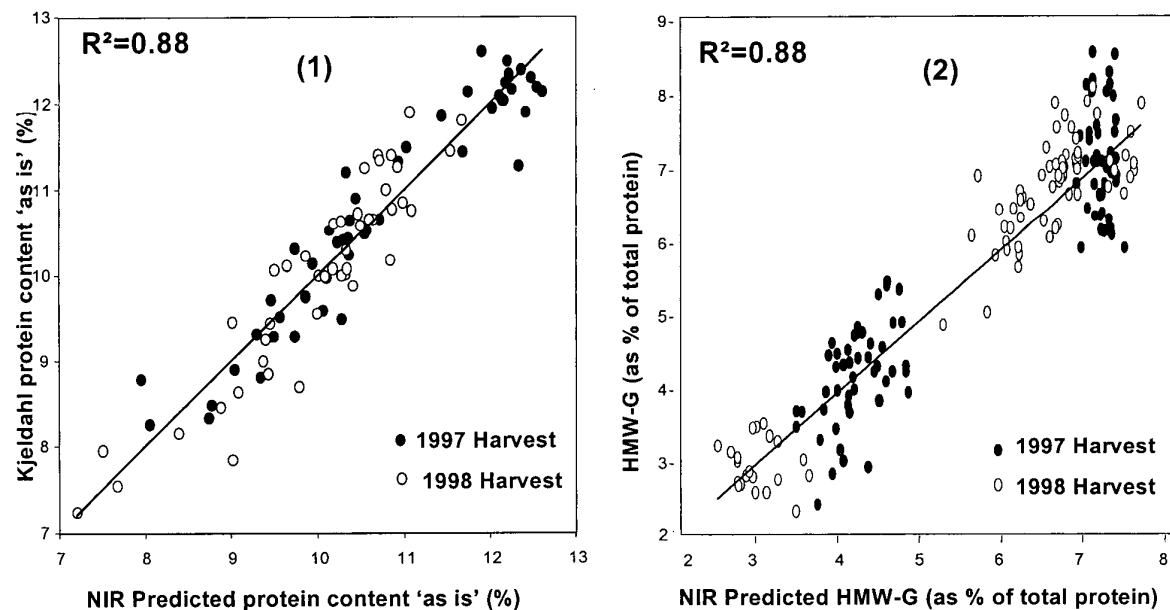 R²=0.88
(1)
13
12
11
10
9
8
7
Kjeldahl protein content 'as is' (%)
1997 Harvest
1998 Harvest
7 8 9 10 11 12 13
NIR Predicted protein content 'as is' (%)
R²=0.88
(2)
9-
8-
7-
6-
5-
4-
3-
2
HMW-G (as % of total protein)
1997 Harvest
1998 Harvest
2 3 4 5 6 7 8
NIR Predicted HMW-G (as % of total protein)